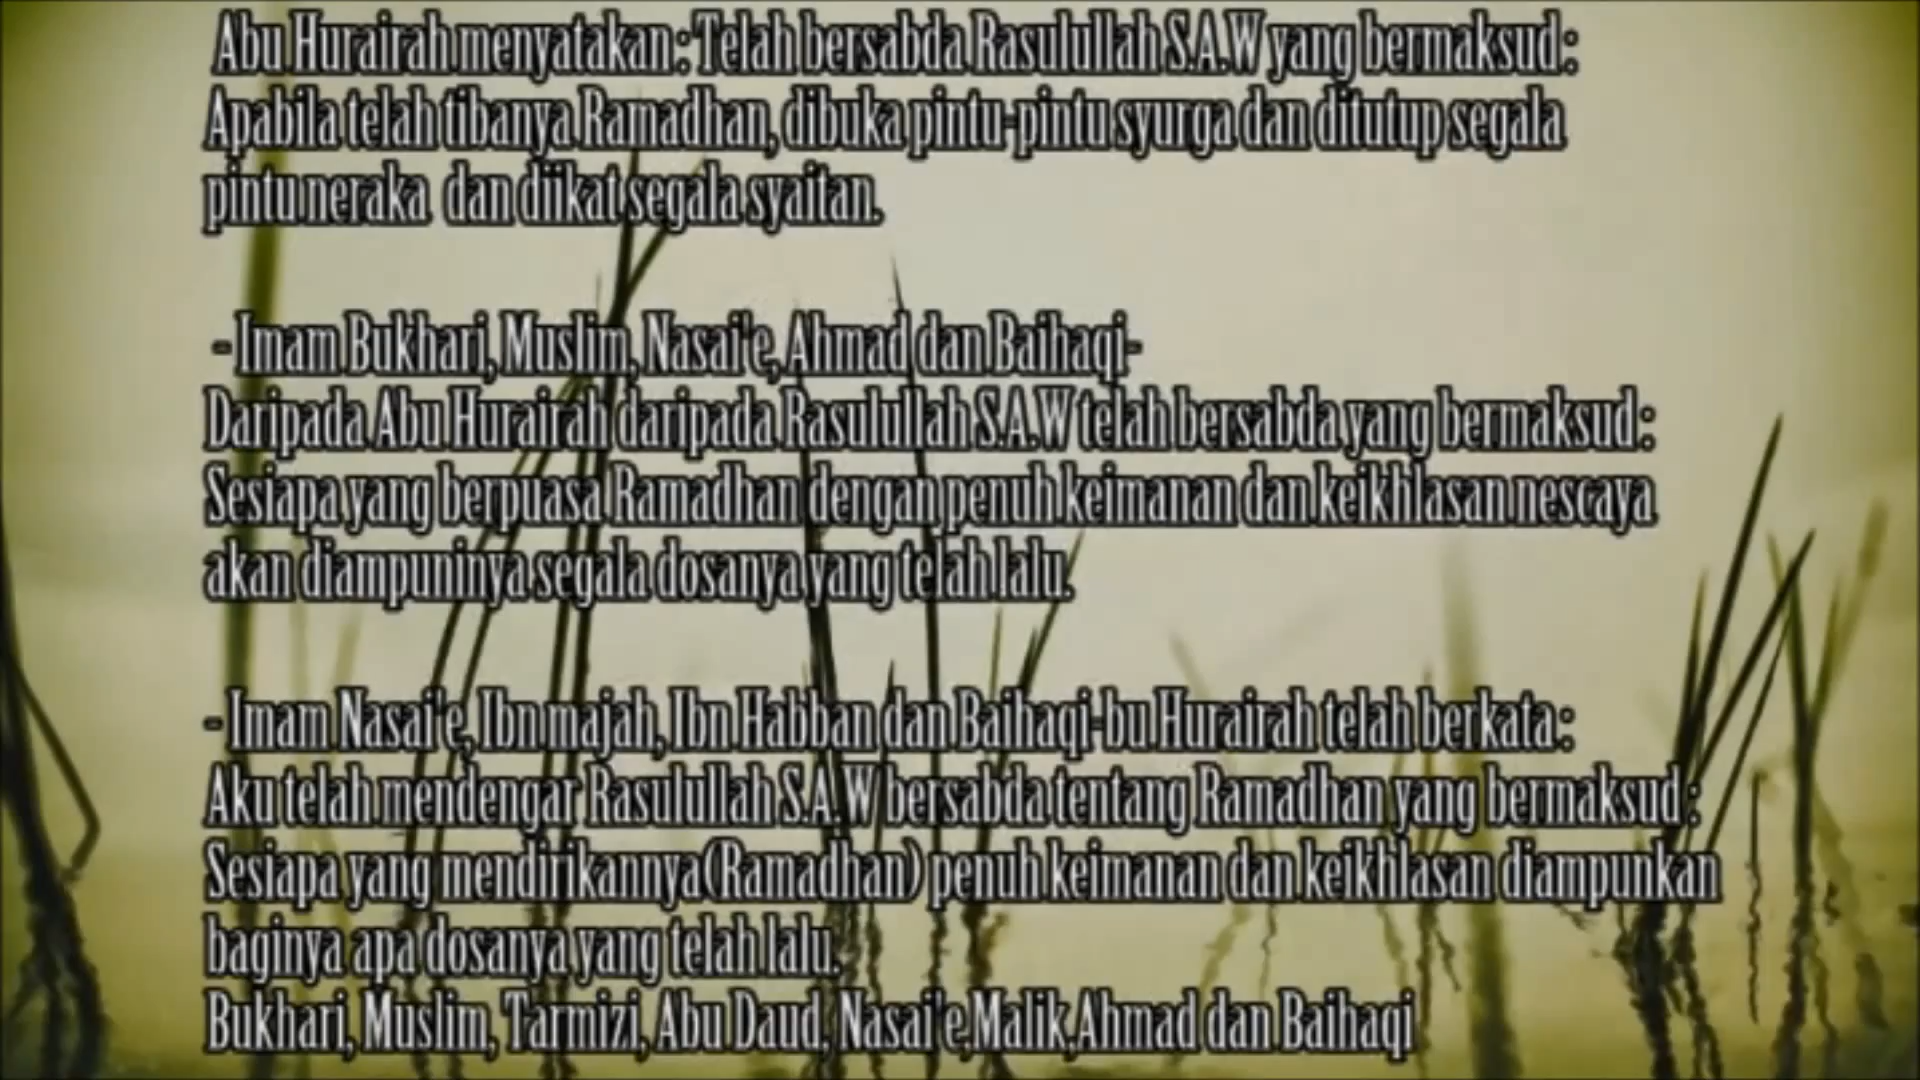 Abu Hurairah menyatakan : Telah bersabda Rasulullah S.A.W yang bermaksud :
Apabila telah tibanya Ramadhan, dibuka pintu-pintu syurga dan ditutup segala
pintu neraka dan diikat segala syaitan.
- Imam Bukhari, Muslim, Nasai'e, Ahmad dan Baihaqi-
Daripada Abu Hurairah daripada Rasulullah S.A.W telah bersabda yang bermaksud :
Sesiapa yang berpuasa Ramadhan dengan penuh keimanan dan keikhlasan nescaya
akan diampuninya segala dosanya yang telah lalu.
- Imam Nasai'e, Ibn majah, Ibn Habban dan Baihaqi-bu Hurairah telah berkata :
Aku telah mendengar Rasulullah S.A.W bersabda tentang Ramadhan yang bermaksud :
Sesiapa yang mendirikannya(Ramadhan) penuh keimanan dan keikhlasan diampunkan
baginya apa dosanya yang telah lalu.
Bukhari, Muslim, Tarmizi, Abu Daud, Nasai'e,Malik,Ahmad dan Baihaqi